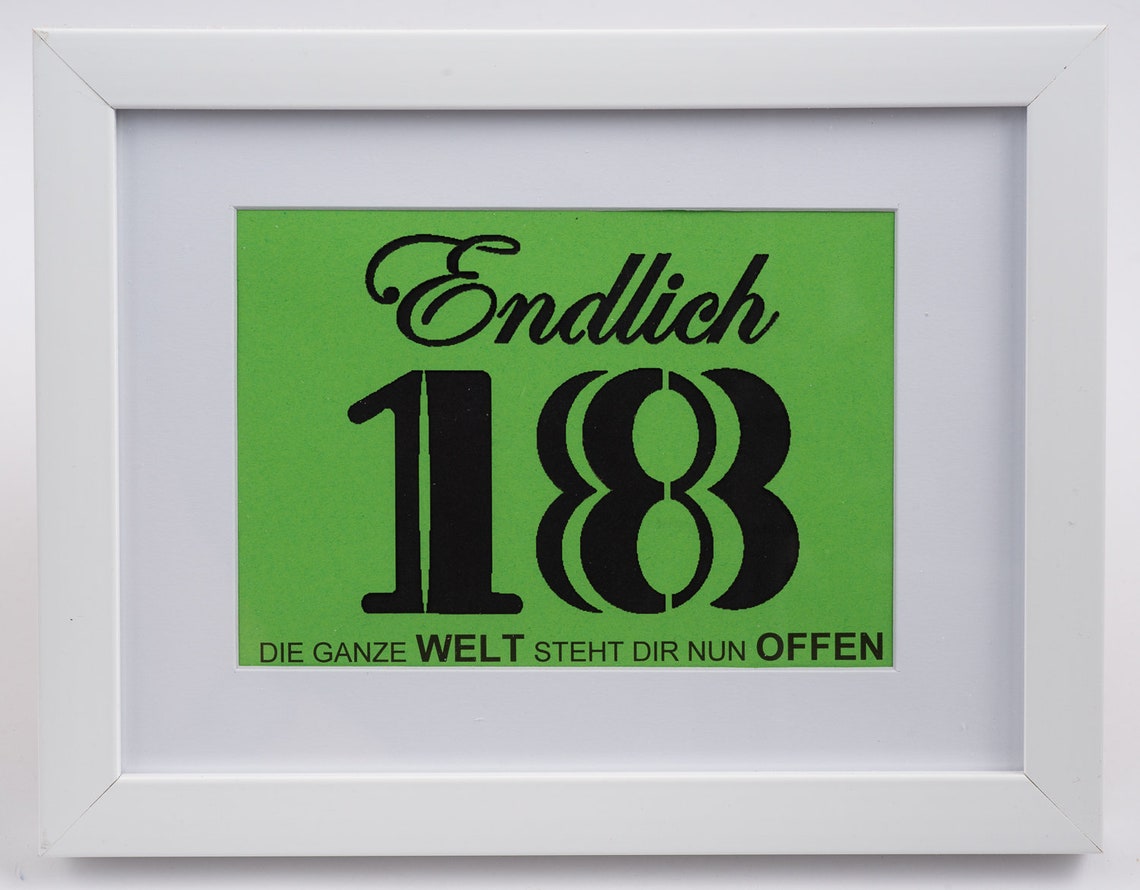 Endlich
18
DIE GANZE WELT STEHT DIR NUN OFFEN